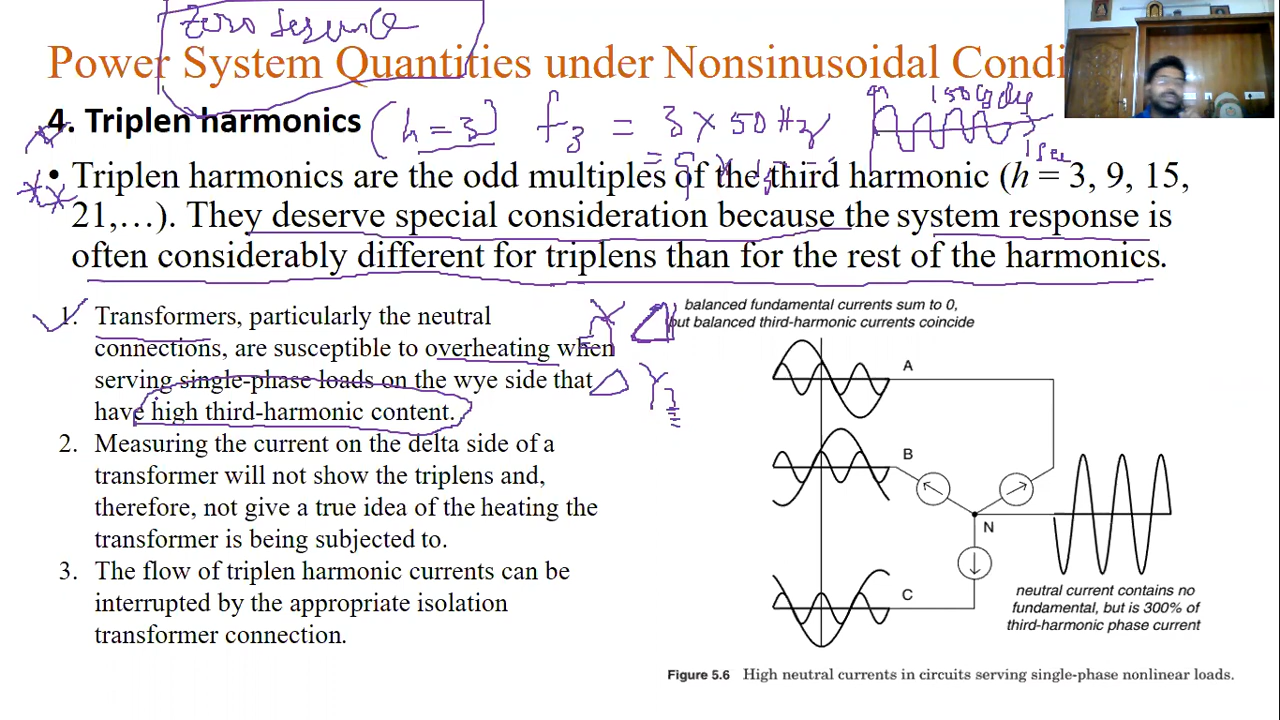 zero sequence
Power System Quantities under Nonsinusoidal Condi
4. Triplen harmonics (h = 3) f3 = 3 x 50 Hz
1 sec
• Triplen harmonics are the odd multiples of the third harmonic (h = 3, 9, 15,
21,…). They deserve special consideration because the system response is
often considerably different for triplens than for the rest of the harmonics.
1. Transformers, particularly the neutral
connections, are susceptible to overheating when
serving single-phase loads on the wye side that
have high third-harmonic content.
2. Measuring the current on the delta side of a
transformer will not show the triplens and,
therefore, not give a true idea of the heating the
transformer is being subjected to.
3. The flow of triplen harmonic currents can be
interrupted by the appropriate isolation
transformer connection.
balanced fundamental currents sum to 0,
but balanced third-harmonic currents coincide
A
B
N
C
neutral current contains no
fundamental, but is 300% of
third-harmonic phase current
Figure 5.6 High neutral currents in circuits serving single-phase nonlinear loads.